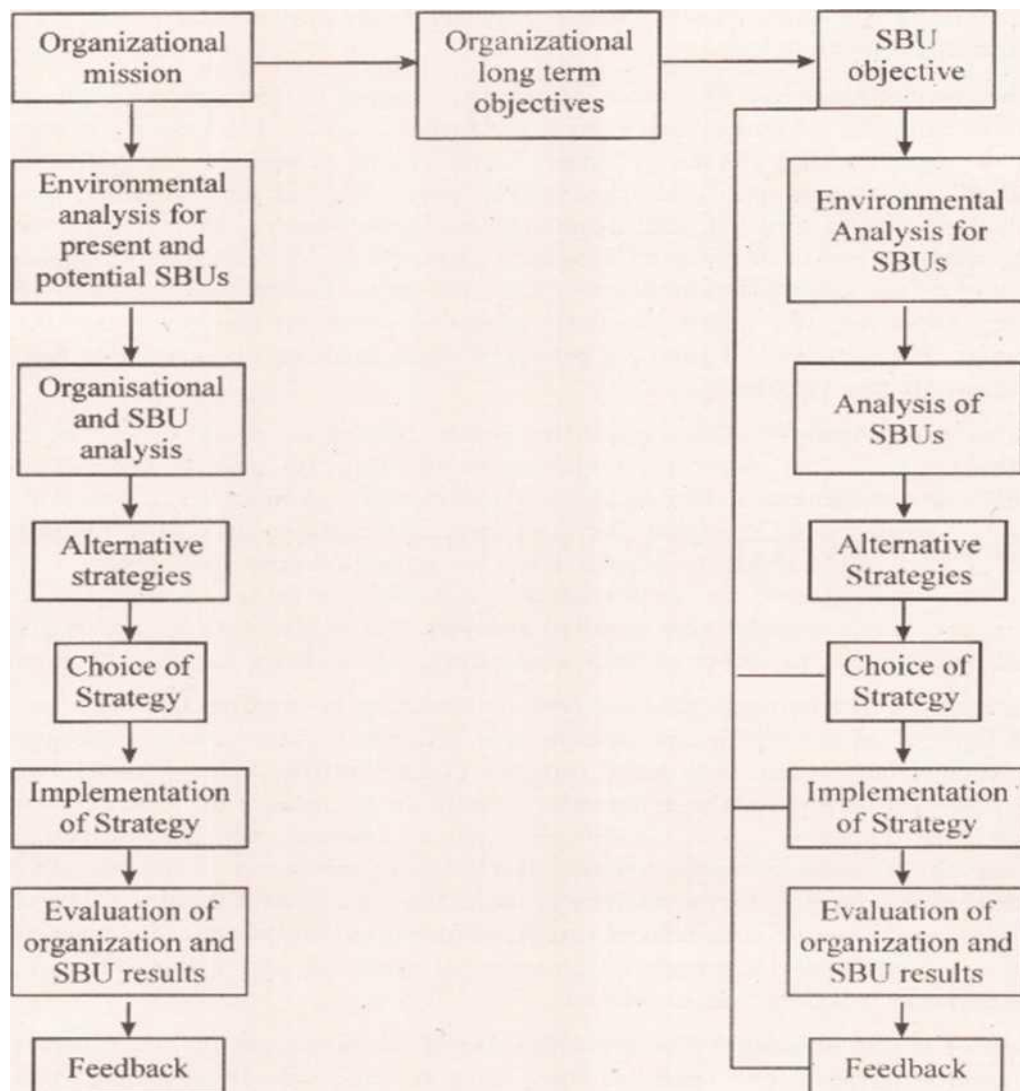 Organizational
mission
Organizational
long term
objectives
SBU
objective
Environmental
analysis for
present and
potential SBUs
Organisational
and SBU
analysis
Alternative
strategies
Choice of
Strategy
Implementation
of Strategy
Evaluation of
organization and
SBU results
Feedback
Environmental
Analysis for
SBUs
Analysis of
SBUs
Alternative
Strategies
Choice of
Strategy
Implementation
of Strategy
Evaluation of
organization and
SBU results
Feedback